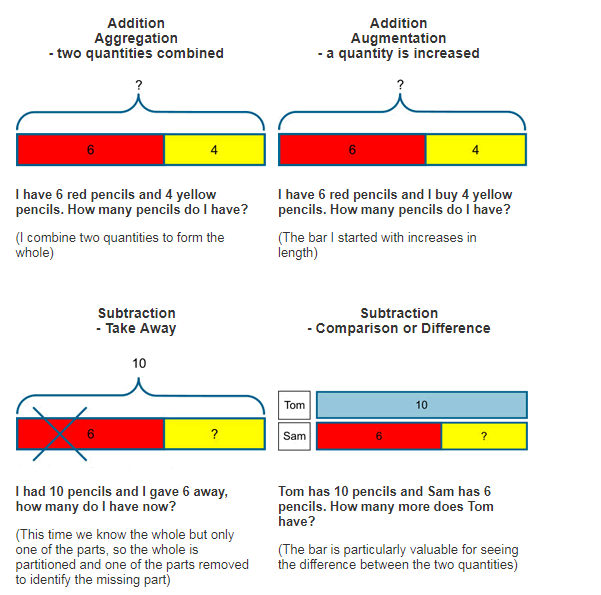 Addition
Aggregation
- two quantities combined
?
6 4
I have 6 red pencils and 4 yellow
pencils. How many pencils do I have?
(I combine two quantities to form the
whole)
Addition
Augmentation
- a quantity is increased
?
6 4
I have 6 red pencils and I buy 4 yellow
pencils. How many pencils do I have?
(The bar I started with increases in
length)
Subtraction
- Take Away
10
6 ?
I had 10 pencils and I gave 6 away,
how many do I have now?
(This time we know the whole but only
one of the parts, so the whole is
partitioned and one of the parts removed
to identify the missing part)
Subtraction
- Comparison or Difference
Tom 10
Sam 6 ?
Tom has 10 pencils and Sam has 6
pencils. How many more does Tom
have?
(The bar is particularly valuable for seeing
the difference between the two quantities)